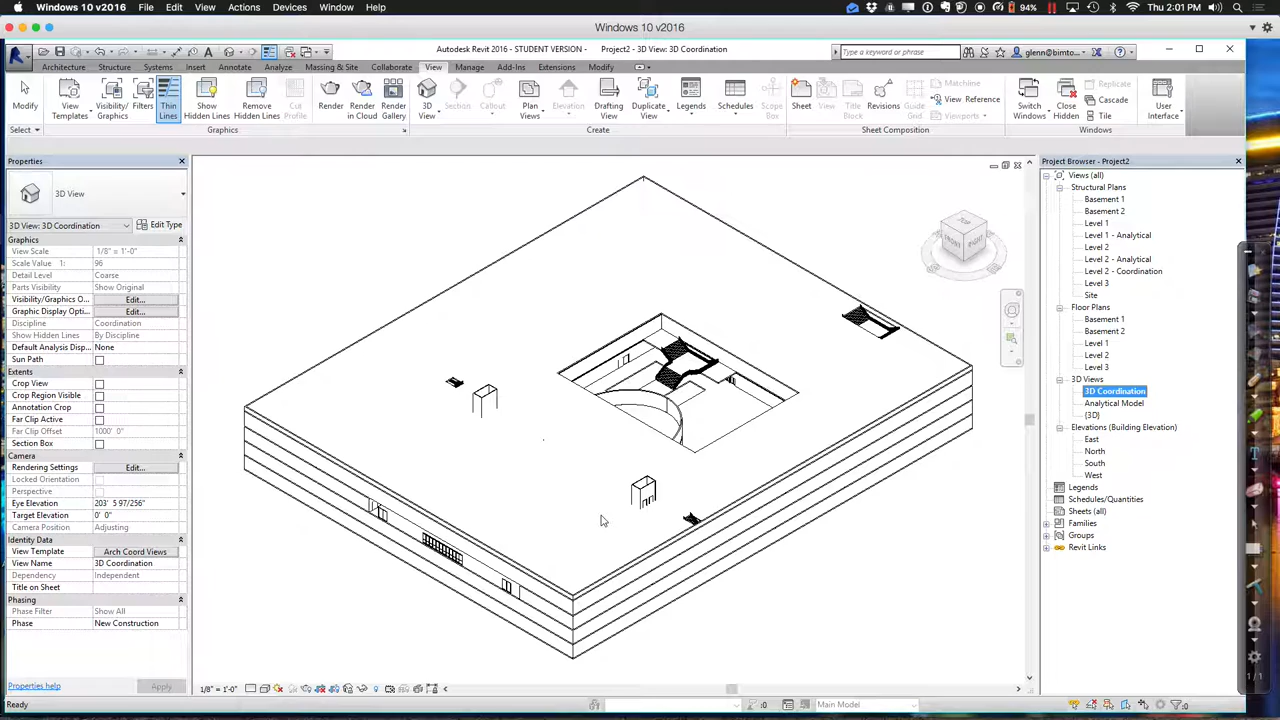 Windows 10 v2016 File Edit View Actions Devices Window Help 94% Thu 2:01 PM
Windows 10 v2016
Autodesk Revit 2016 - STUDENT VERSION - Project2 - 3D View: 3D Coordination Type a keyword or phrase glenn@bimto...
Architecture Structure Systems Insert Annotate Analyze Massing & Site Collaborate View Manage Add-Ins Extensions Modify
Modify View Templates Visibility/ Graphics Filters Thin Lines Show Hidden Lines Remove Hidden Lines Cut Profile Render Render in Cloud Render Gallery 3D View Section Callout Plan Views Elevation Drafting View Duplicate View Legends Schedules Scope Box Sheet View Title Block Revisions Guide Grid Matchline View Reference Viewports Switch Windows Close Hidden Replicate Cascade Tile User Interface
Select Graphics Create Sheet Composition Windows
Properties
3D View
3D View: 3D Coordination Edit Type
Graphics
View Scale 1/8" = 1'-0"
Scale Value 1: 96
Detail Level Coarse
Parts Visibility Show Original
Visibility/Graphics O... Edit...
Graphic Display Opti... Edit...
Discipline Coordination
Show Hidden Lines By Discipline
Default Analysis Disp... None
Sun Path
Extents
Crop View
Crop Region Visible
Annotation Crop
Far Clip Active
Far Clip Offset 1000' 0"
Section Box
Camera
Rendering Settings Edit...
Locked Orientation
Perspective
Eye Elevation 203' 5 97/256"
Target Elevation 0' 0"
Camera Position Adjusting
Identity Data
View Template Arch Coord Views
View Name 3D Coordination
Dependency Independent
Title on Sheet
Phasing
Phase Filter Show All
Phase New Construction
Properties help Apply
TOP
FRONT RIGHT
Project Browser - Project2
Views (all)
Structural Plans
Basement 1
Basement 2
Level 1
Level 1 - Analytical
Level 2
Level 2 - Analytical
Level 2 - Coordination
Level 3
Site
Floor Plans
Basement 1
Basement 2
Level 1
Level 2
Level 3
3D Views
3D Coordination
Analytical Model
{3D}
Elevations (Building Elevation)
East
North
South
West
Legends
Schedules/Quantities
Sheets (all)
Families
Groups
Revit Links
1/8" = 1'-0"
Ready :0 Main Model :0
1 / 1